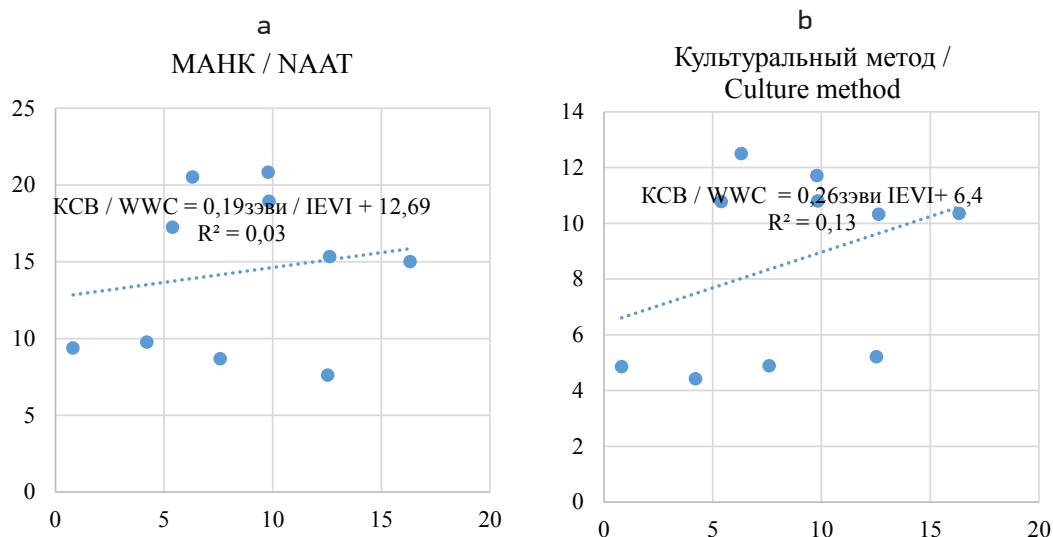 a
МАНК / NAAT
25
20
15
10
5
0
КСВ / WWC = 0,19зэви / IEVI + 12,69
R² = 0,03
0 5 10 15 20
b
Культуральный метод /
Culture method
14
12
10
8
6
4
2
0
КСВ / WWC = 0,26зэви IEVI+ 6,4
R² = 0,13
0 5 10 15 20